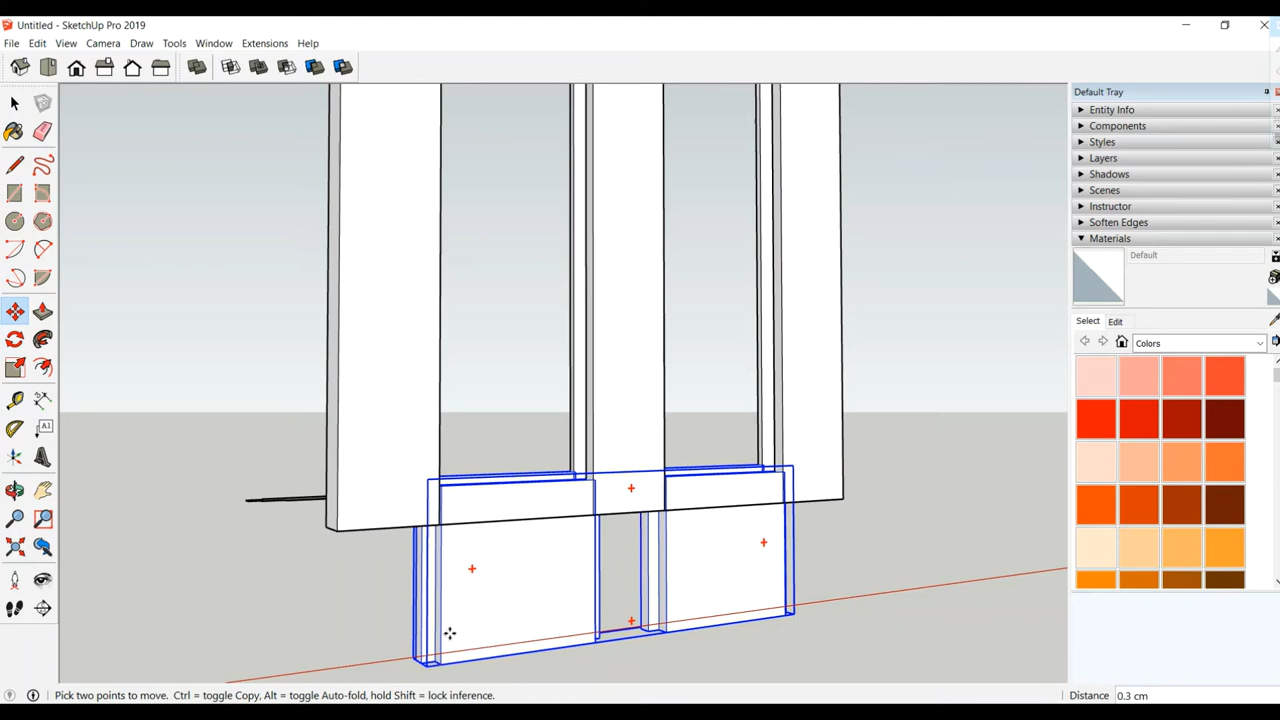 Untitled - SketchUp Pro 2019
File Edit View Camera Draw Tools Window Extensions Help
Default Tray
Entity Info
Components
Styles
Layers
Shadows
Scenes
Instructor
Soften Edges
Materials
Default
Select Edit
Colors
A1
Pick two points to move. Ctrl = toggle Copy, Alt = toggle Auto-fold, hold Shift = lock inference.
Distance 0.3 cm